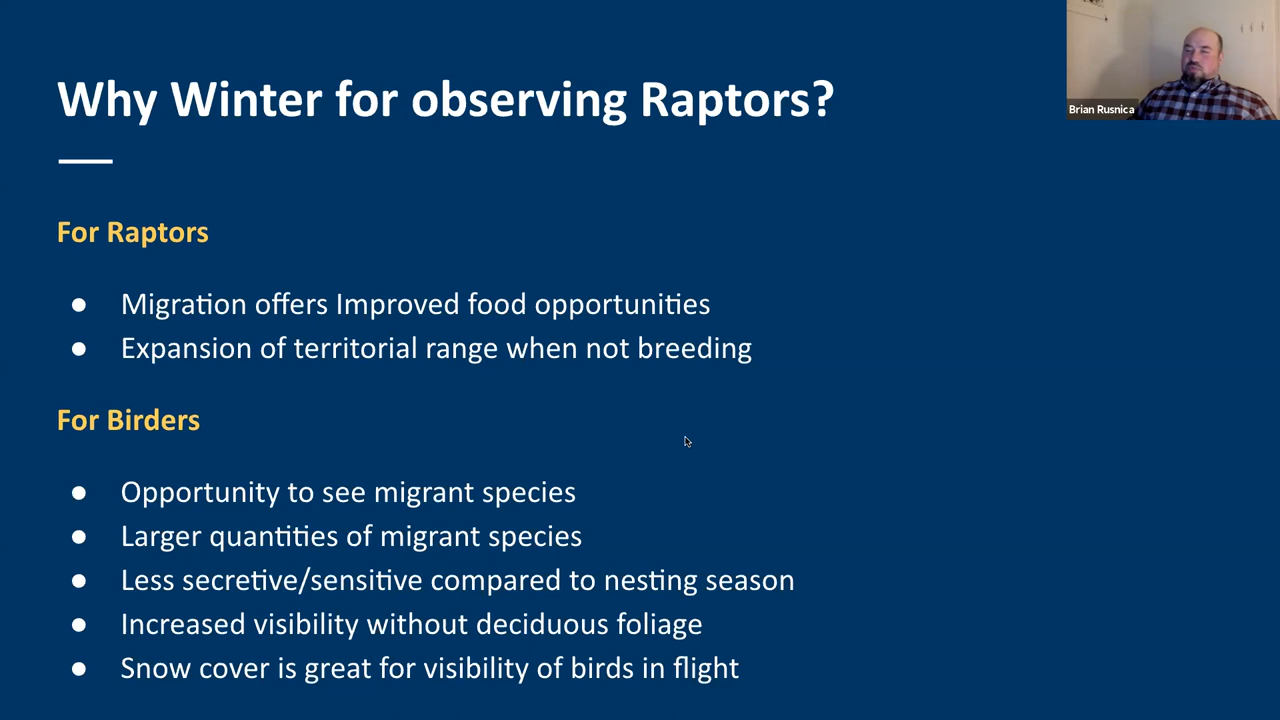 Why Winter for observing Raptors?
Brian Rusnica
For Raptors
● Migration offers Improved food opportunities
● Expansion of territorial range when not breeding
For Birders
● Opportunity to see migrant species
● Larger quantities of migrant species
● Less secretive/sensitive compared to nesting season
● Increased visibility without deciduous foliage
● Snow cover is great for visibility of birds in flight